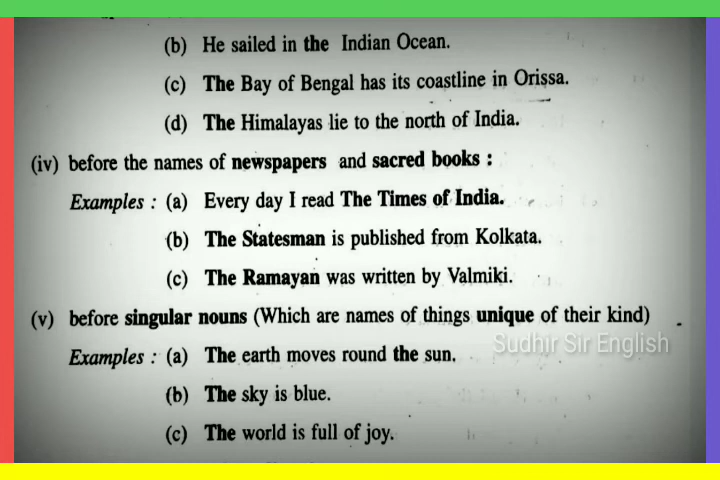 (b) He sailed in the Indian Ocean.
(c) The Bay of Bengal has its coastline in Orissa.
(d) The Himalayas lie to the north of India.
(iv) before the names of newspapers and sacred books :
Examples : (a) Every day I read The Times of India.
(b) The Statesman is published from Kolkata.
(c) The Ramayan was written by Valmiki.
(v) before singular nouns (Which are names of things unique of their kind)
Sudhir Sir English
Examples : (a) The earth moves round the sun.
(b) The sky is blue.
(c) The world is full of joy.